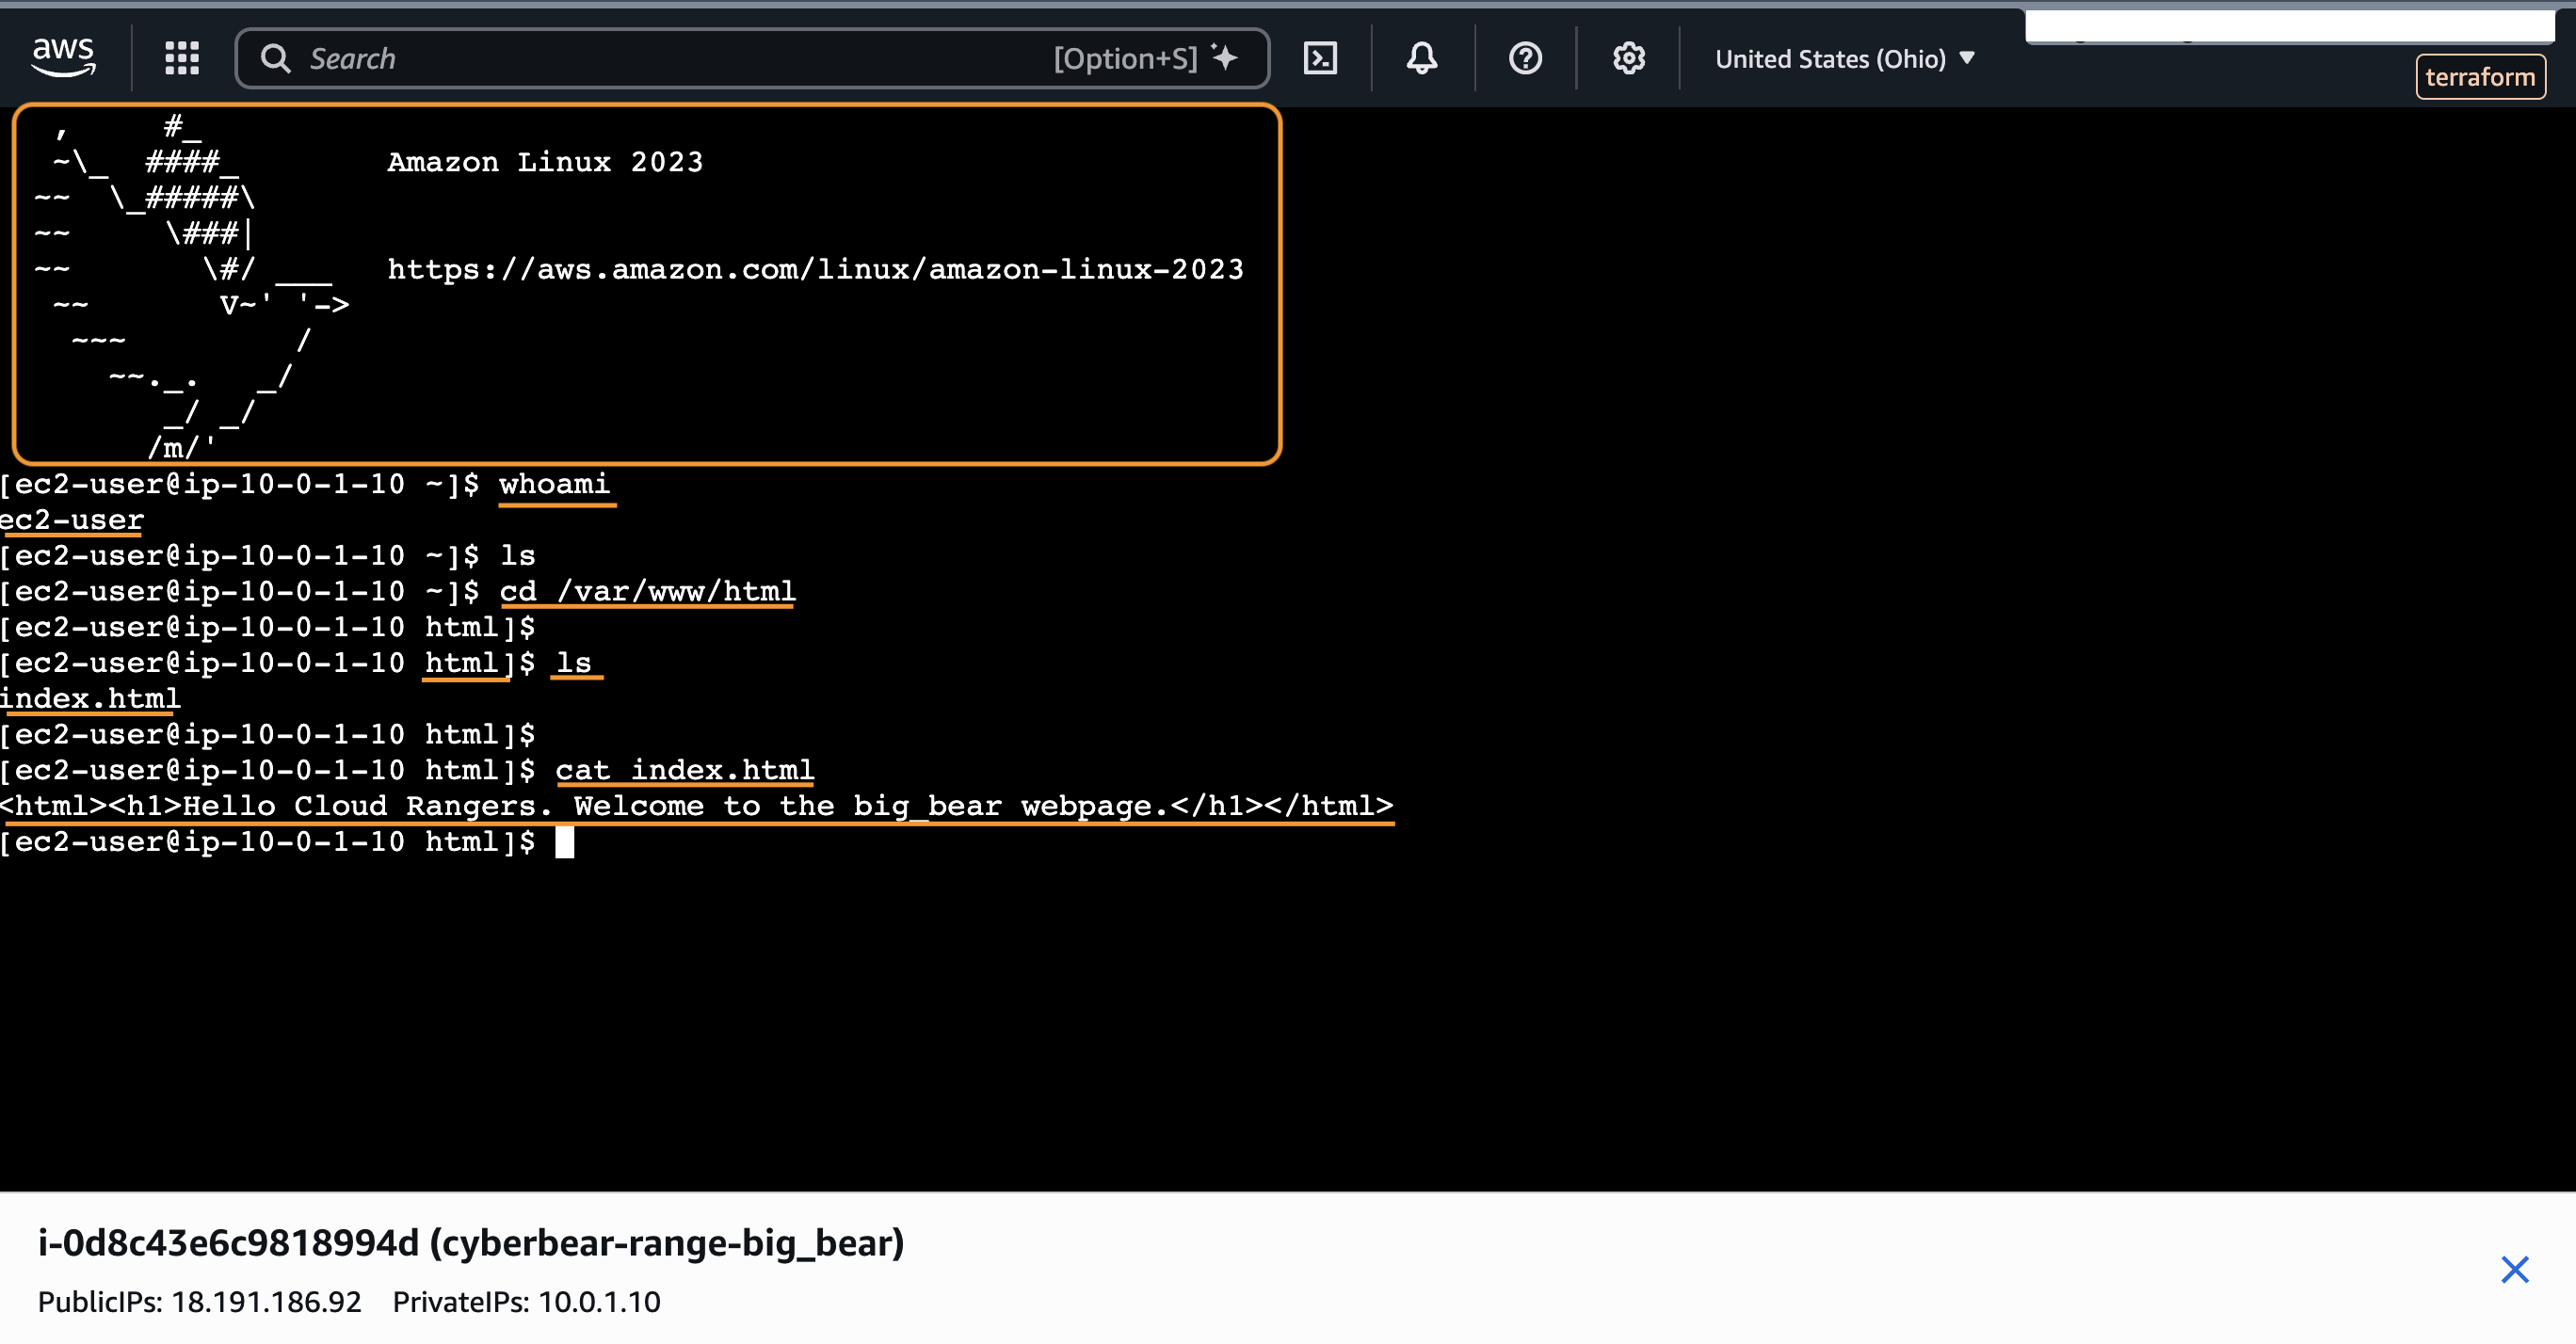 aws
Search [Option+S]
United States (Ohio)
terraform
  ,     #_
  ~\_  ####_        Amazon Linux 2023
 ~~  \_#####\
 ~~     \###|
 ~~       \#/ ___   https://aws.amazon.com/linux/amazon-linux-2023
  ~~       V~' '->
   ~~~         /
     ~~._.   _/
        _/ _/
       /m/'
[ec2-user@ip-10-0-1-10 ~]$ whoami
ec2-user
[ec2-user@ip-10-0-1-10 ~]$ ls
[ec2-user@ip-10-0-1-10 ~]$ cd /var/www/html
[ec2-user@ip-10-0-1-10 html]$
[ec2-user@ip-10-0-1-10 html]$ ls
index.html
[ec2-user@ip-10-0-1-10 html]$
[ec2-user@ip-10-0-1-10 html]$ cat index.html
<html><h1>Hello Cloud Rangers. Welcome to the big_bear webpage.</h1></html>
[ec2-user@ip-10-0-1-10 html]$
i-0d8c43e6c9818994d (cyberbear-range-big_bear)
PublicIPs: 18.191.186.92 PrivateIPs: 10.0.1.10